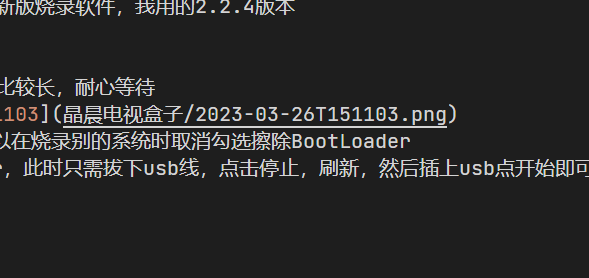 新版烧录软件，我用的2.2.4版本
比较长，耐心等待
1103](晶晨电视盒子/2023-03-26T151103.png)
以在烧录别的系统时取消勾选擦除BootLoader
，此时只需拔下usb线，点击停止，刷新，然后插上usb点开始即可